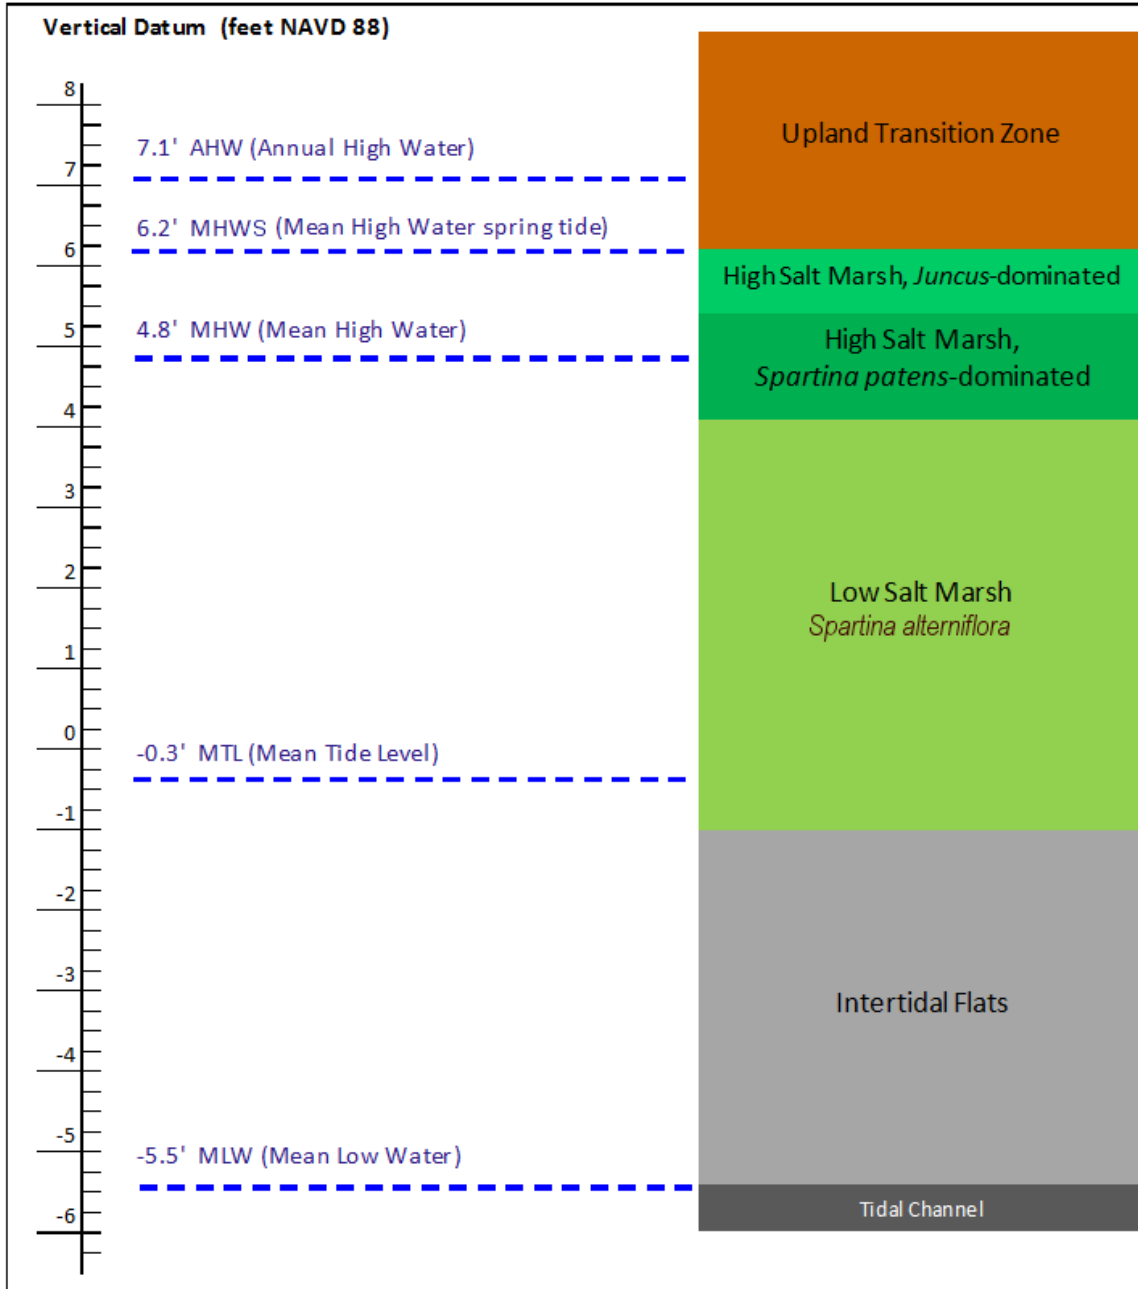 Vertical Datum (feet NAVD 88)
8
7.1' AHW (Annual High Water)
7
6.2' MHWS (Mean High Water spring tide)
6
5
4.8' MHW (Mean High Water)
4
3
2
1
0
-0.3' MTL (Mean Tide Level)
-1
-2
-3
-4
-5
-5.5' MLW (Mean Low Water)
-6
Upland Transition Zone
High Salt Marsh, Juncus-dominated
High Salt Marsh,
Spartina patens-dominated
Low Salt Marsh
Spartina alterniflora
Intertidal Flats
Tidal Channel